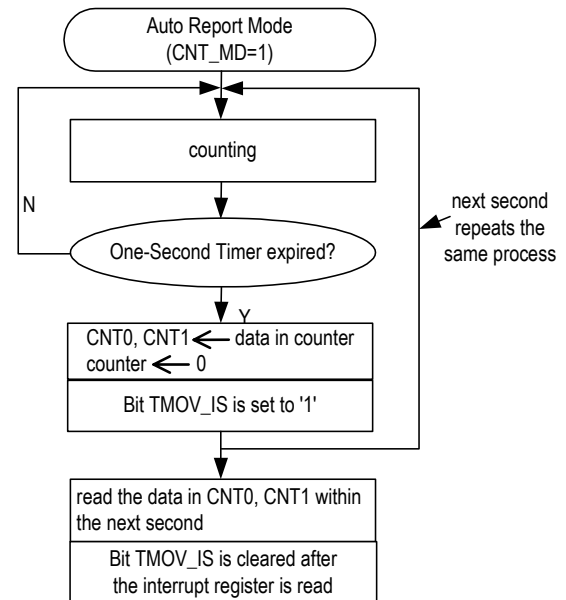 Auto Report Mode
(CNT_MD=1)
counting
N
next second
repeats the
same process
One-Second Timer expired?
Y
CNT0, CNT1 ← data in counter
counter ← 0
Bit TMOV_IS is set to '1'
read the data in CNT0, CNT1 within
the next second
Bit TMOV_IS is cleared after
the interrupt register is read